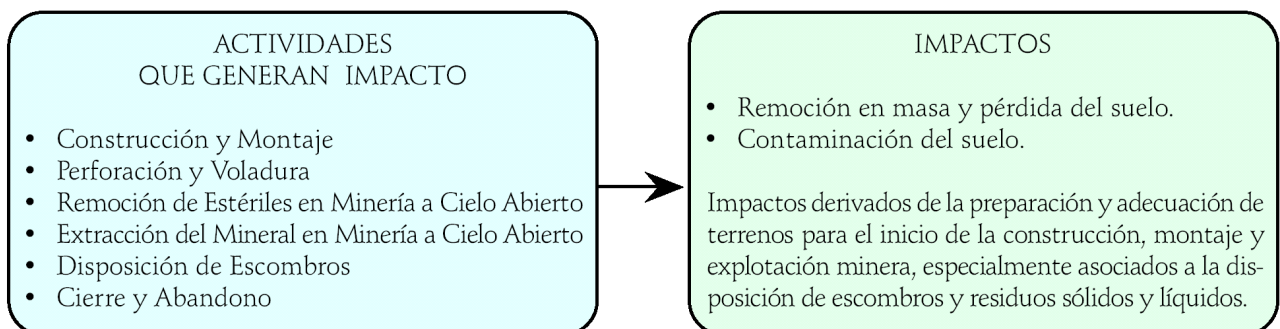 ACTIVIDADES
QUE GENERAN IMPACTO
• Construcción y Montaje
• Perforación y Voladura
• Remoción de Estériles en Minería a Cielo Abierto
• Extracción del Mineral en Minería a Cielo Abierto
• Disposición de Escombros
• Cierre y Abandono
IMPACTOS
• Remoción en masa y pérdida del suelo.
• Contaminación del suelo.
Impactos derivados de la preparación y adecuación de
terrenos para el inicio de la construcción, montaje y
explotación minera, especialmente asociados a la dis-
posición de escombros y residuos sólidos y líquidos.